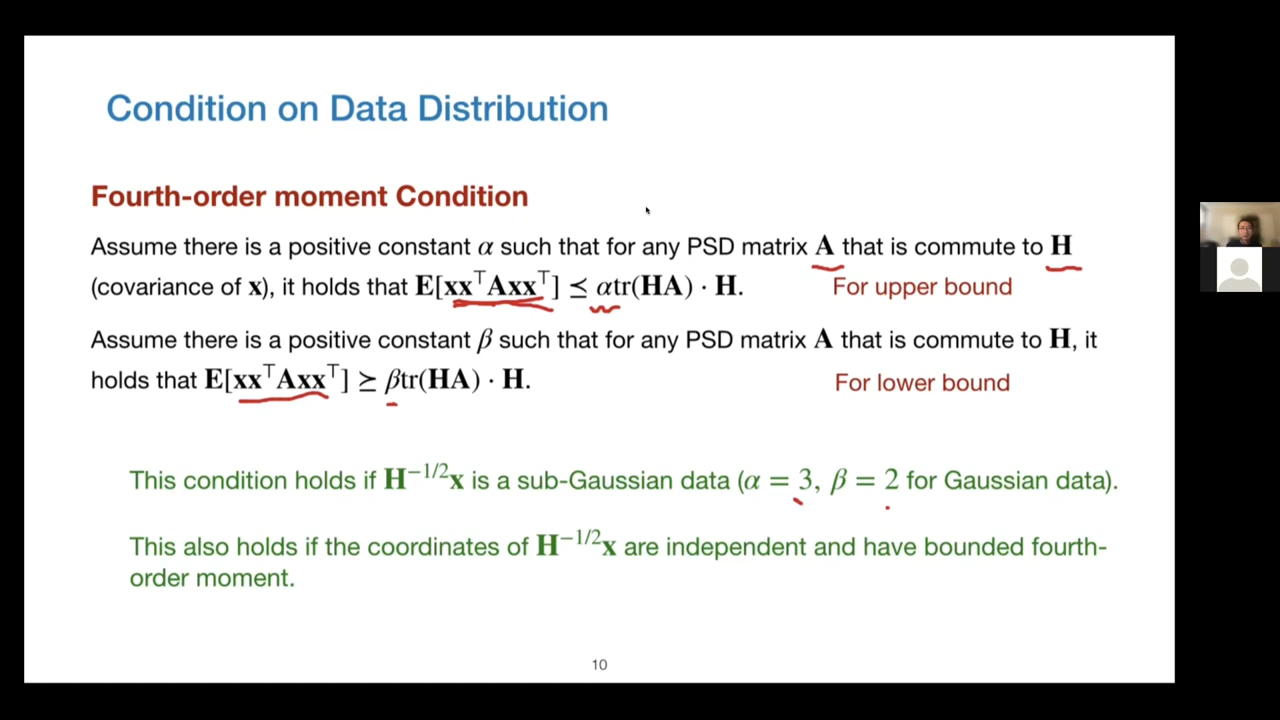 Condition on Data Distribution
Fourth-order moment Condition
Assume there is a positive constant α such that for any PSD matrix A that is commute to H
(covariance of x), it holds that E[xx⊤Axx⊤] ⪯ αtr(HA) · H.
For upper bound
Assume there is a positive constant β such that for any PSD matrix A that is commute to H, it
holds that E[xx⊤Axx⊤] ⪰ βtr(HA) · H.
For lower bound
This condition holds if H−1/2x is a sub-Gaussian data (α = 3, β = 2 for Gaussian data).
This also holds if the coordinates of H−1/2x are independent and have bounded fourth-
order moment.
10